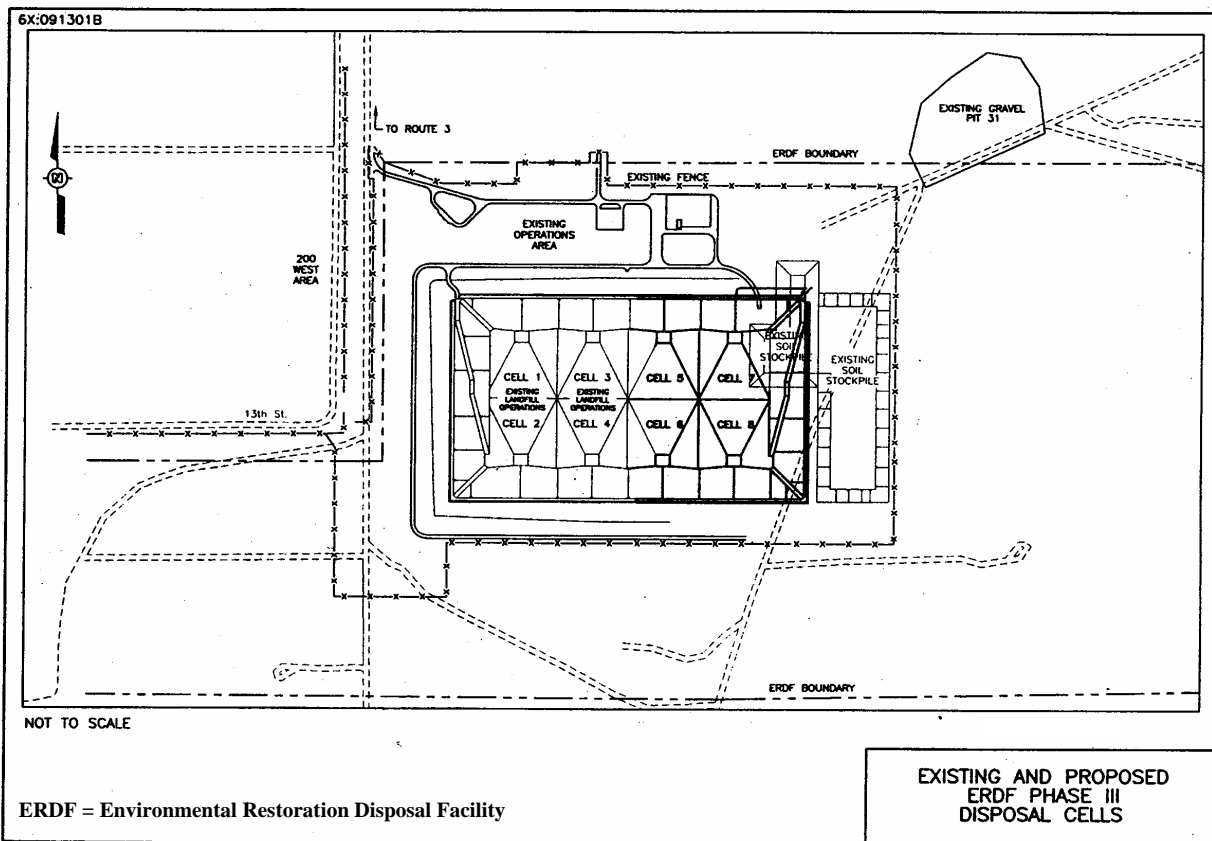 6X:091301B
EXISTING GRAVEL
PIT 31
TO ROUTE 3
ERDF BOUNDARY
EXISTING FENCE
EXISTING
OPERATIONS
AREA
200
WEST
AREA
EXISTING
SOIL
STOCKPILE
EXISTING
SOIL
STOCKPILE
CELL 1
CELL 3
CELL 5
CELL 7
EXISTING
LANDFILL
OPERATIONS
EXISTING
LANDFILL
OPERATIONS
CELL 2
CELL 4
CELL 6
CELL 8
13th St.
ERDF BOUNDARY
NOT TO SCALE
ERDF = Environmental Restoration Disposal Facility
EXISTING AND PROPOSED
ERDF PHASE III
DISPOSAL CELLS